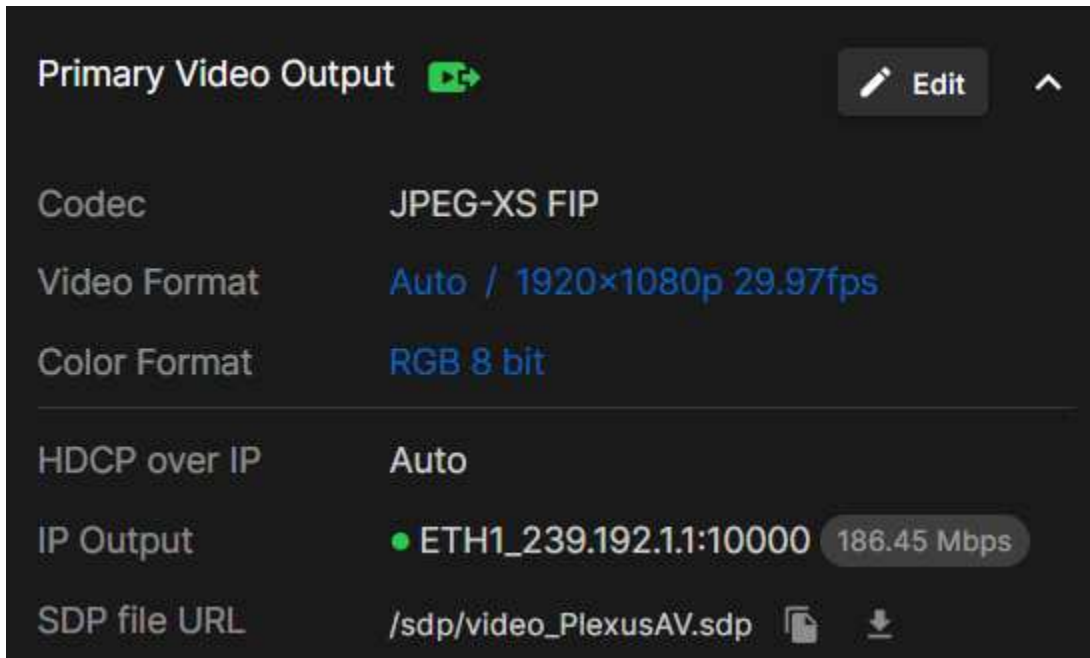 Primary Video Output Edit
Codec JPEG-XS FIP
Video Format Auto / 1920×1080p 29.97fps
Color Format RGB 8 bit
HDCP over IP Auto
IP Output ETH1_239.192.1.1:10000 186.45 Mbps
SDP file URL /sdp/video_PlexusAV.sdp